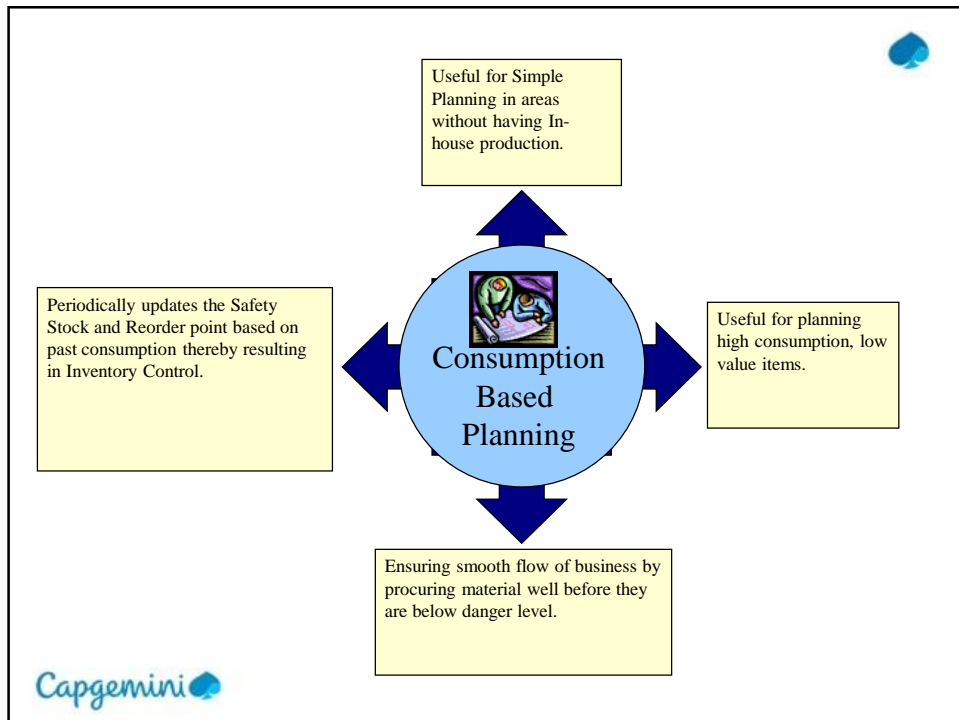 Useful for Simple
Planning in areas
without having In-
house production.
Periodically updates the Safety
Stock and Reorder point based on
past consumption thereby resulting
in Inventory Control.
Consumption
Based
Planning
Useful for planning
high consumption, low
value items.
Ensuring smooth flow of business by
procuring material well before they
are below danger level.
Capgemini